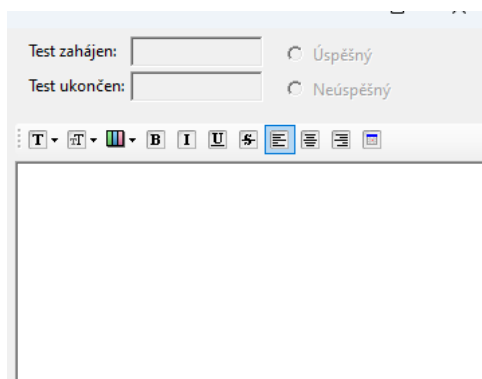 Test zahájen:
Úspěšný
Test ukončen:
Neúspěšný
T T B I U S